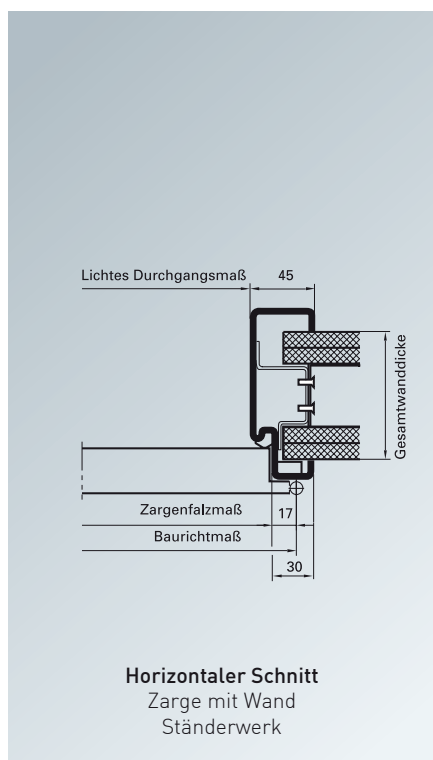 Lichtes Durchgangsmaß 45
Gesamtwanddicke
Zargenfalzmaß 17
Baurichtmaß
30
Horizontaler Schnitt
Zarge mit Wand
Ständerwerk